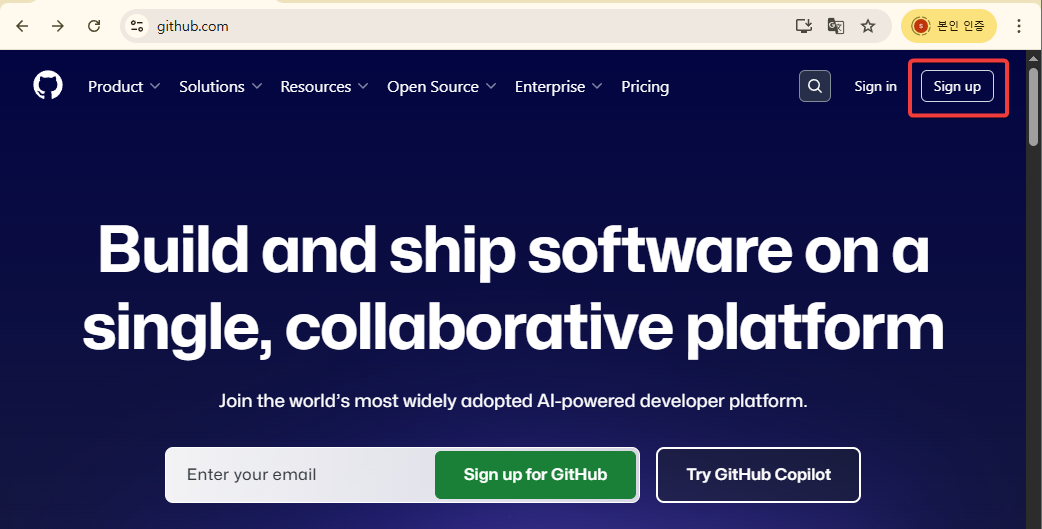 github.com
본인 인증
Product Solutions Resources Open Source Enterprise Pricing Sign in Sign up
Build and ship software on a
single, collaborative platform
Join the world's most widely adopted AI-powered developer platform.
Enter your email Sign up for GitHub Try GitHub Copilot